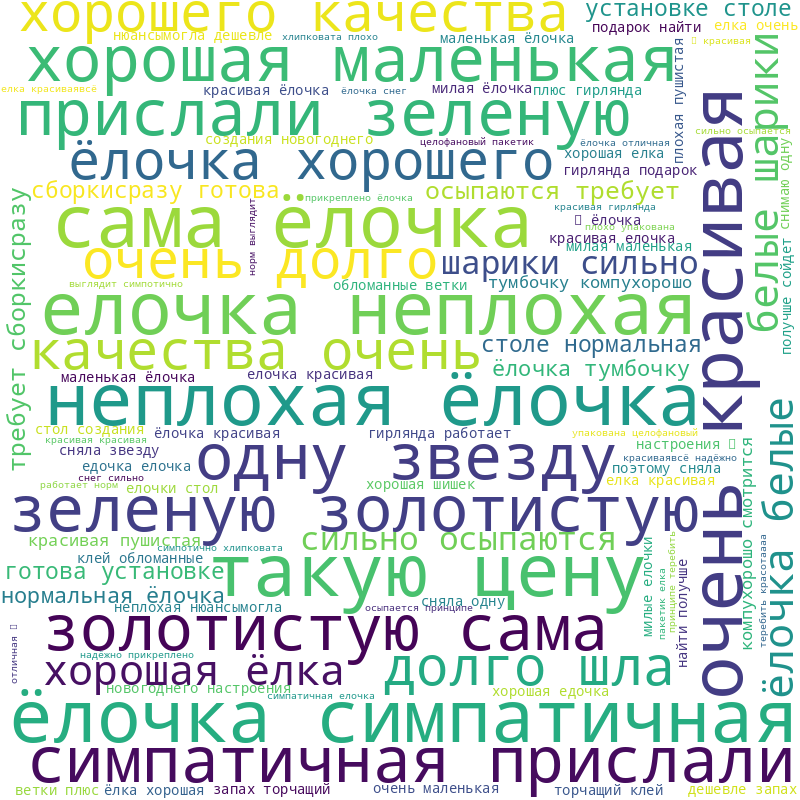 хорошего качества
установке столе
нюансымогла дешевле
хлипковата плохо
маленькая ёлочка
подарок найти
елка очень
хорошая маленькая
красивая
елка красиваявсё
красивая ёлочка
ёлочка снег
милая ёлочка
плюс гирлянда
плохая пушистая
белые шарики
прислали зеленую
создания новогоднего
целофановый пакетик
ёлочка отличная
сильно осыпается
снимаю одну
ёлочка хорошего
хорошая елка
гирлянда подарок
сборкисразу готова
прикреплено ёлочка
осыпаются требует
красивая гирлянда
сама ёлочка
норм выглядит
ёлочка
плохо упакована
красивая елочка
милая маленькая
очень долго
шарики сильно
получше сойдет
выглядит симпотично
обломанные ветки
тумбочку компухорошо
елочка неплохая
очень красивая
требует сборкисразу
качества очень
столе нормальная
ёлочка тумбочку
маленькая ёлочка
елочка красивая
неплохая ёлочка
ёлочка белые
стол создания
красивая красивая
ёлочка красивая
гирлянда работает
упакована целофановый
настроения
сняла звезду
одну звезду
красиваявсё надёжно
едочка елочка
поэтому сняла
снег сильно
работает норм
елочки стол
хорошая шишек
елка красивая
зеленую золотистую
компухорошо смотрится
красивая пушистая
симпотично хлипковата
сильно осыпаются
клей обломанные
милые елочки
пакетик елка
принципе теребить
найти получше
теребить красотаааа
готова установке
такую цену
нормальная ёлочка
неплохая нюансымогла
осыпается принципе
сняла одну
отличная
золотистую сама
надёжно прикреплено
хорошая ёлка
долго шла
новогоднего настроения
симпатичная елочка
хорошая едочка
ёлочка симпатичная
симпатичная прислали
ветки плюс
ёлка хорошая
запах торчащий
очень маленькая
торчащий клей
дешевле запах